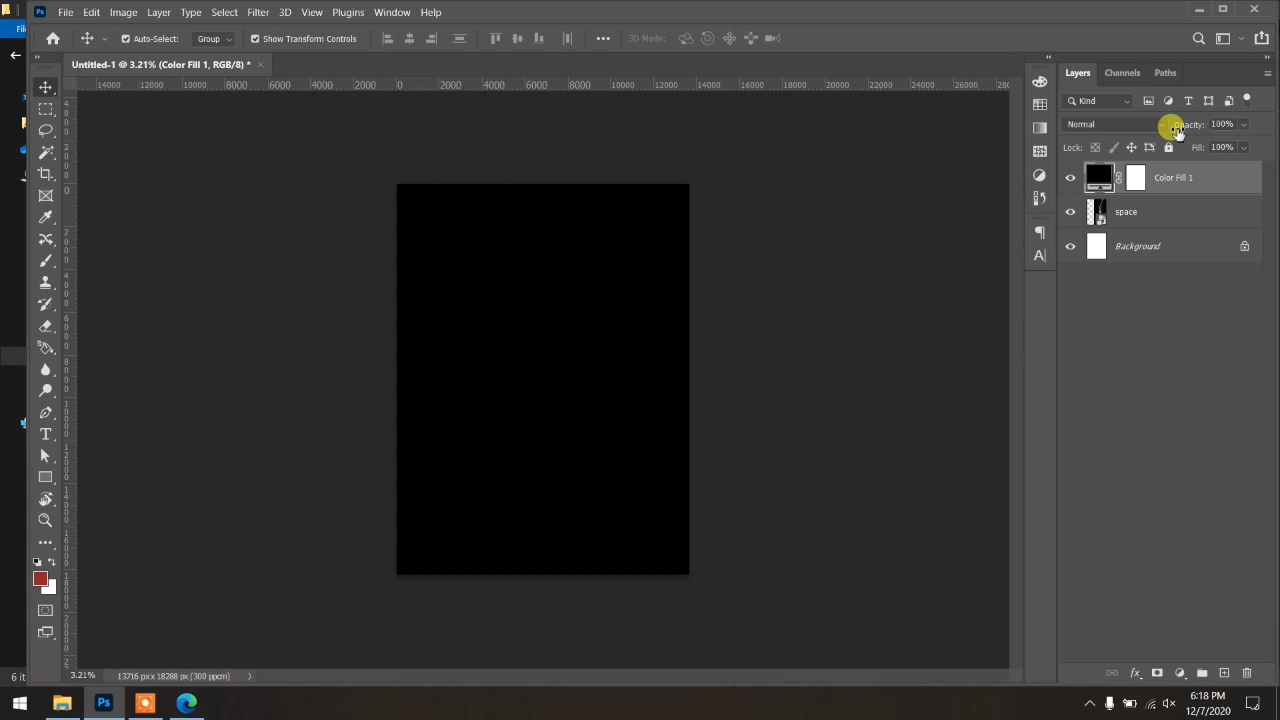 File Edit Image Layer Type Select Filter 3D View Plugins Window Help
Auto-Select: Group Show Transform Controls 3D Mode:
Untitled-1 @ 3.21% (Color Fill 1, RGB/8) *
14000 12000 10000 8000 6000 4000 2000 0 2000 4000 6000 8000 10000 12000 14000 16000 18000 20000 22000 24000 26000
Layers Channels Paths
Kind
Normal Opacity: 100%
Lock: Fill: 100%
Color Fill 1
space
Background
3.21% 13716 px x 18288 px (300 ppcm)
6:18 PM
12/7/2020